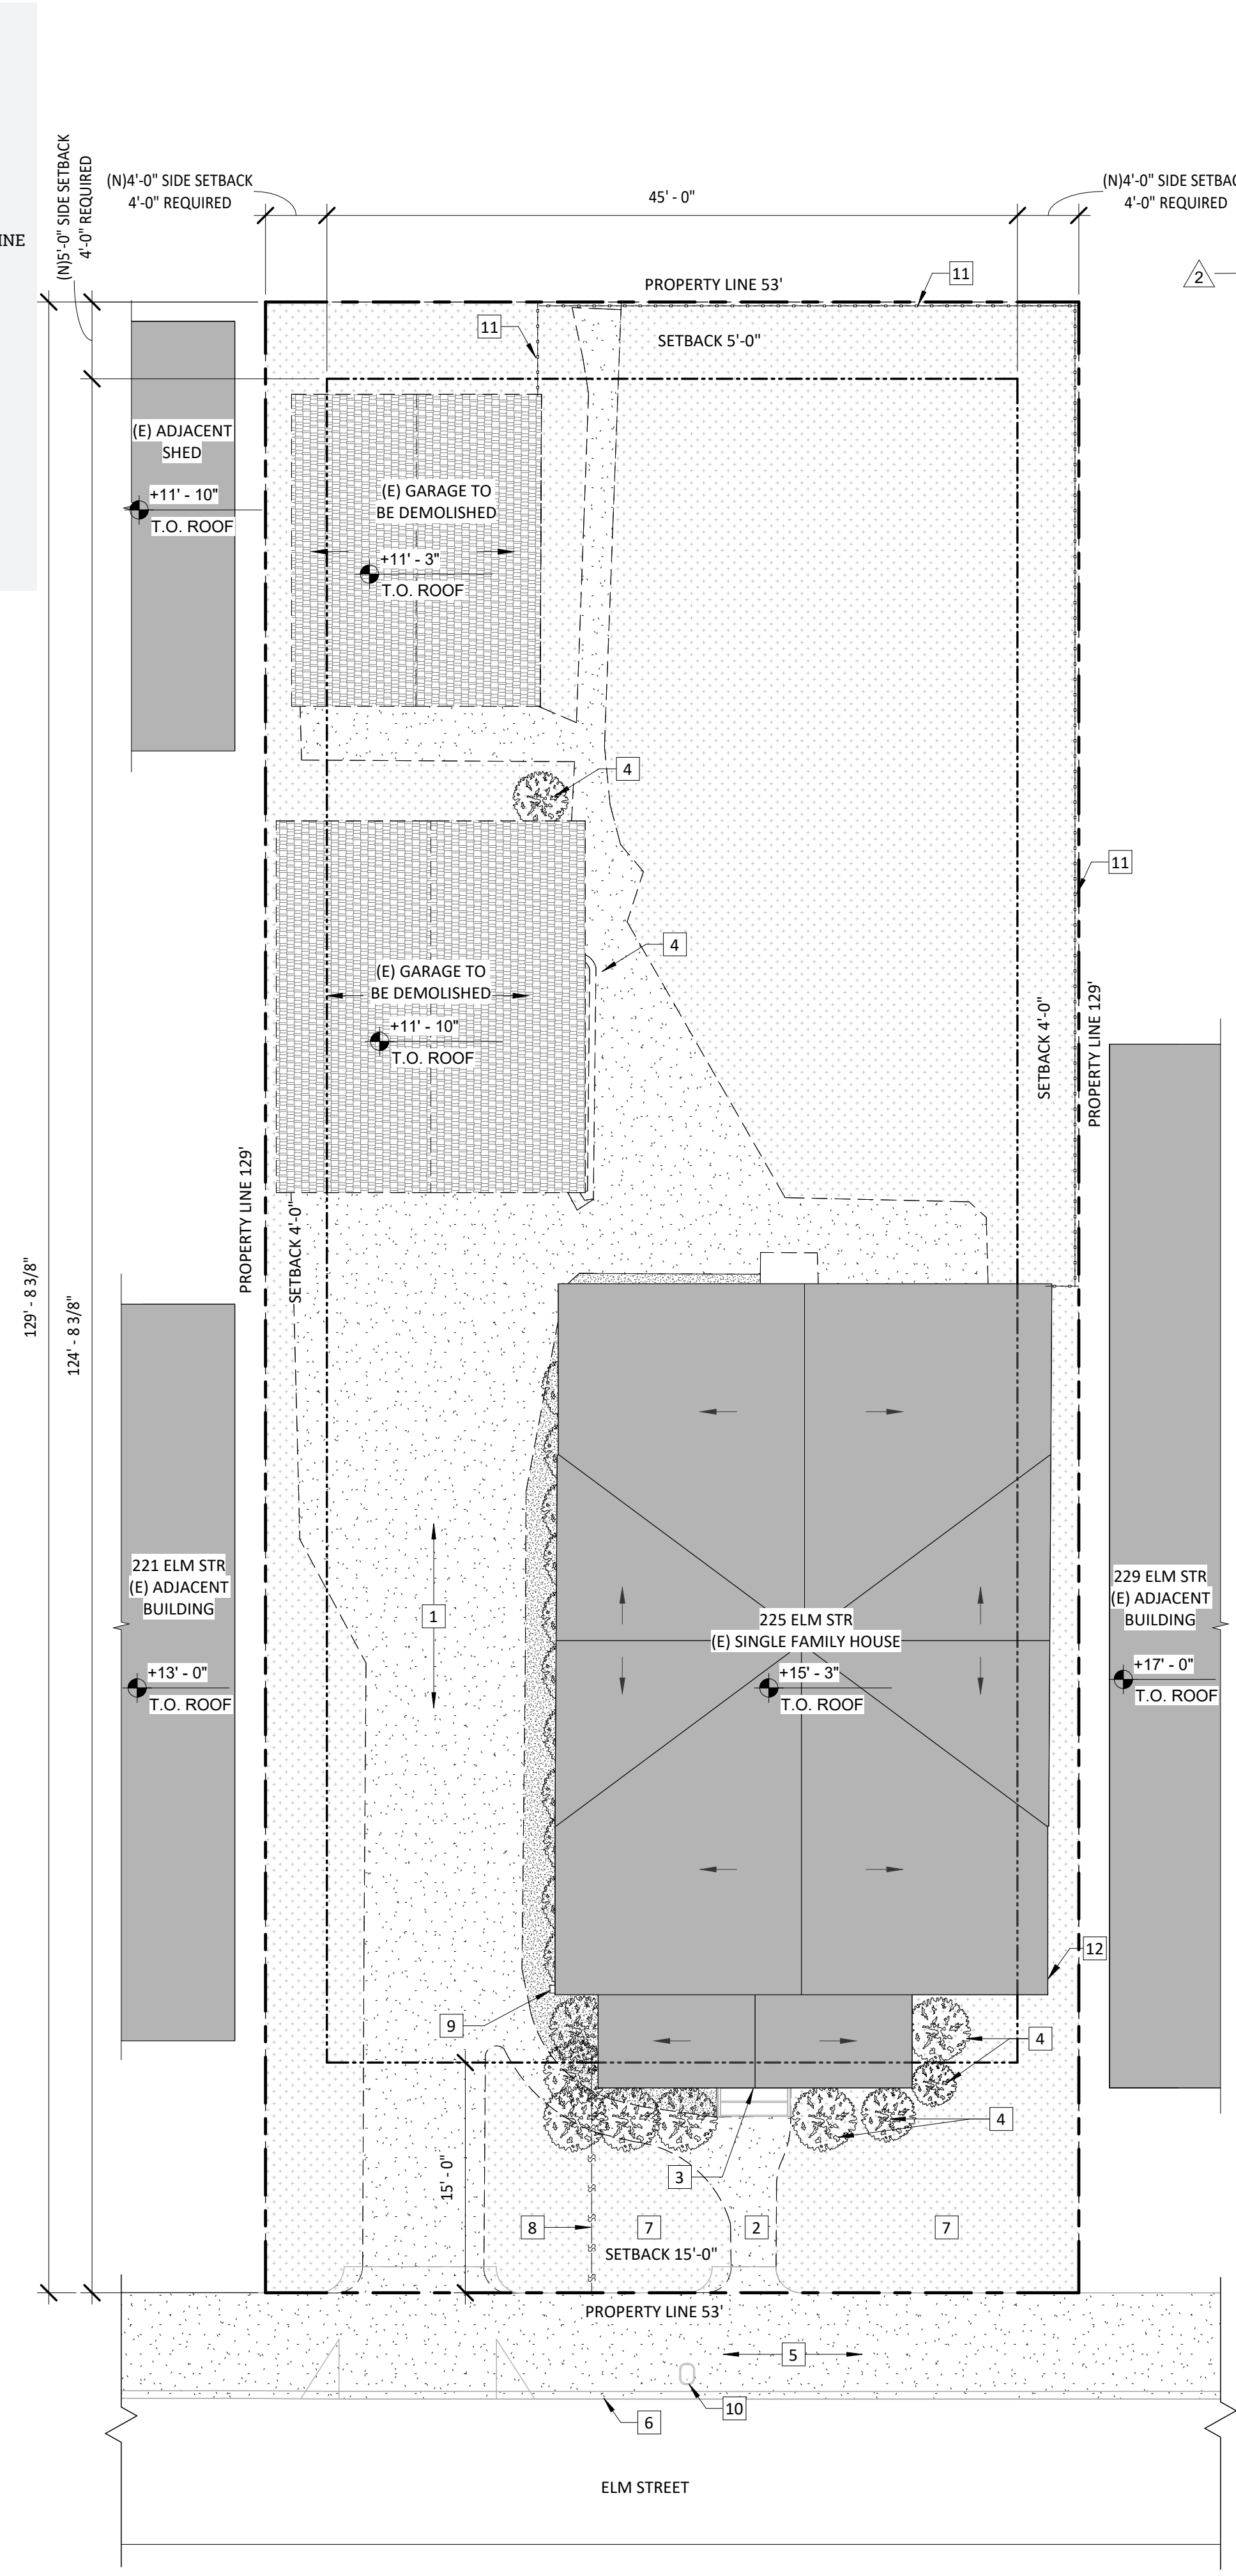 INE
(N)5'-0" SIDE SETBACK
4'-0" REQUIRED
(N)4'-0" SIDE SETBACK
4'-0" REQUIRED
45' - 0"
(N)4'-0" SIDE SETBAC
4'-0" REQUIRED
2
PROPERTY LINE 53'
11
11
SETBACK 5'-0"
(E) ADJACENT
SHED
+11' - 10"
T.O. ROOF
(E) GARAGE TO
BE DEMOLISHED
+11' - 3"
T.O. ROOF
4
11
4
(E) GARAGE TO
BE DEMOLISHED
+11' - 10"
T.O. ROOF
SETBACK 4'-0"
PROPERTY LINE 129'
PROPERTY LINE 129'
SETBACK 4'-0"
129' - 8 3/8"
124' - 8 3/8"
221 ELM STR
(E) ADJACENT
BUILDING
+13' - 0"
T.O. ROOF
1
225 ELM STR
(E) SINGLE FAMILY HOUSE
+15' - 3"
T.O. ROOF
229 ELM STR
(E) ADJACENT
BUILDING
+17' - 0"
T.O. ROOF
12
9
4
4
15' - 0"
3
8
7
2
7
SETBACK 15'-0"
PROPERTY LINE 53'
5
10
6
ELM STREET